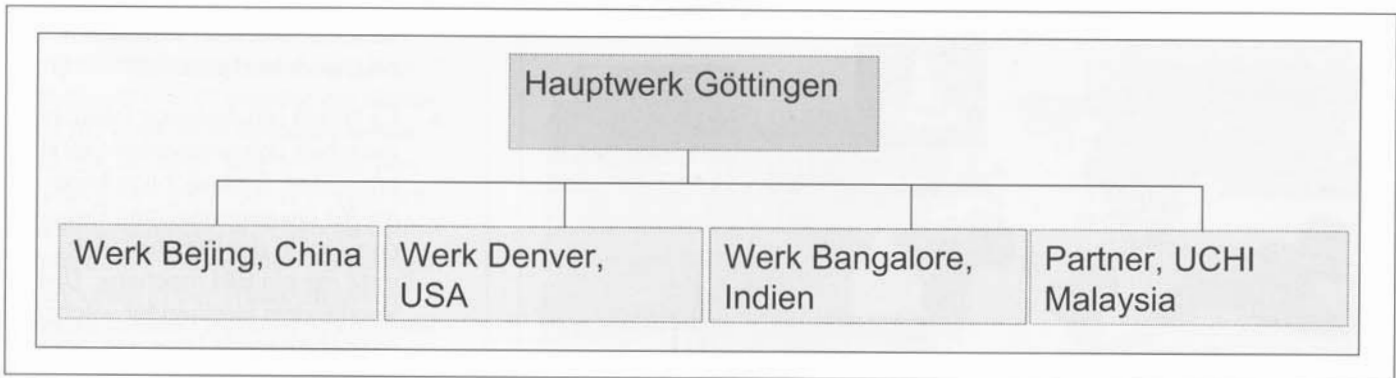 Hauptwerk Göttingen
Werk Bejing, China
Werk Denver,
USA
Werk Bangalore,
Indien
Partner, UCHI
Malaysia